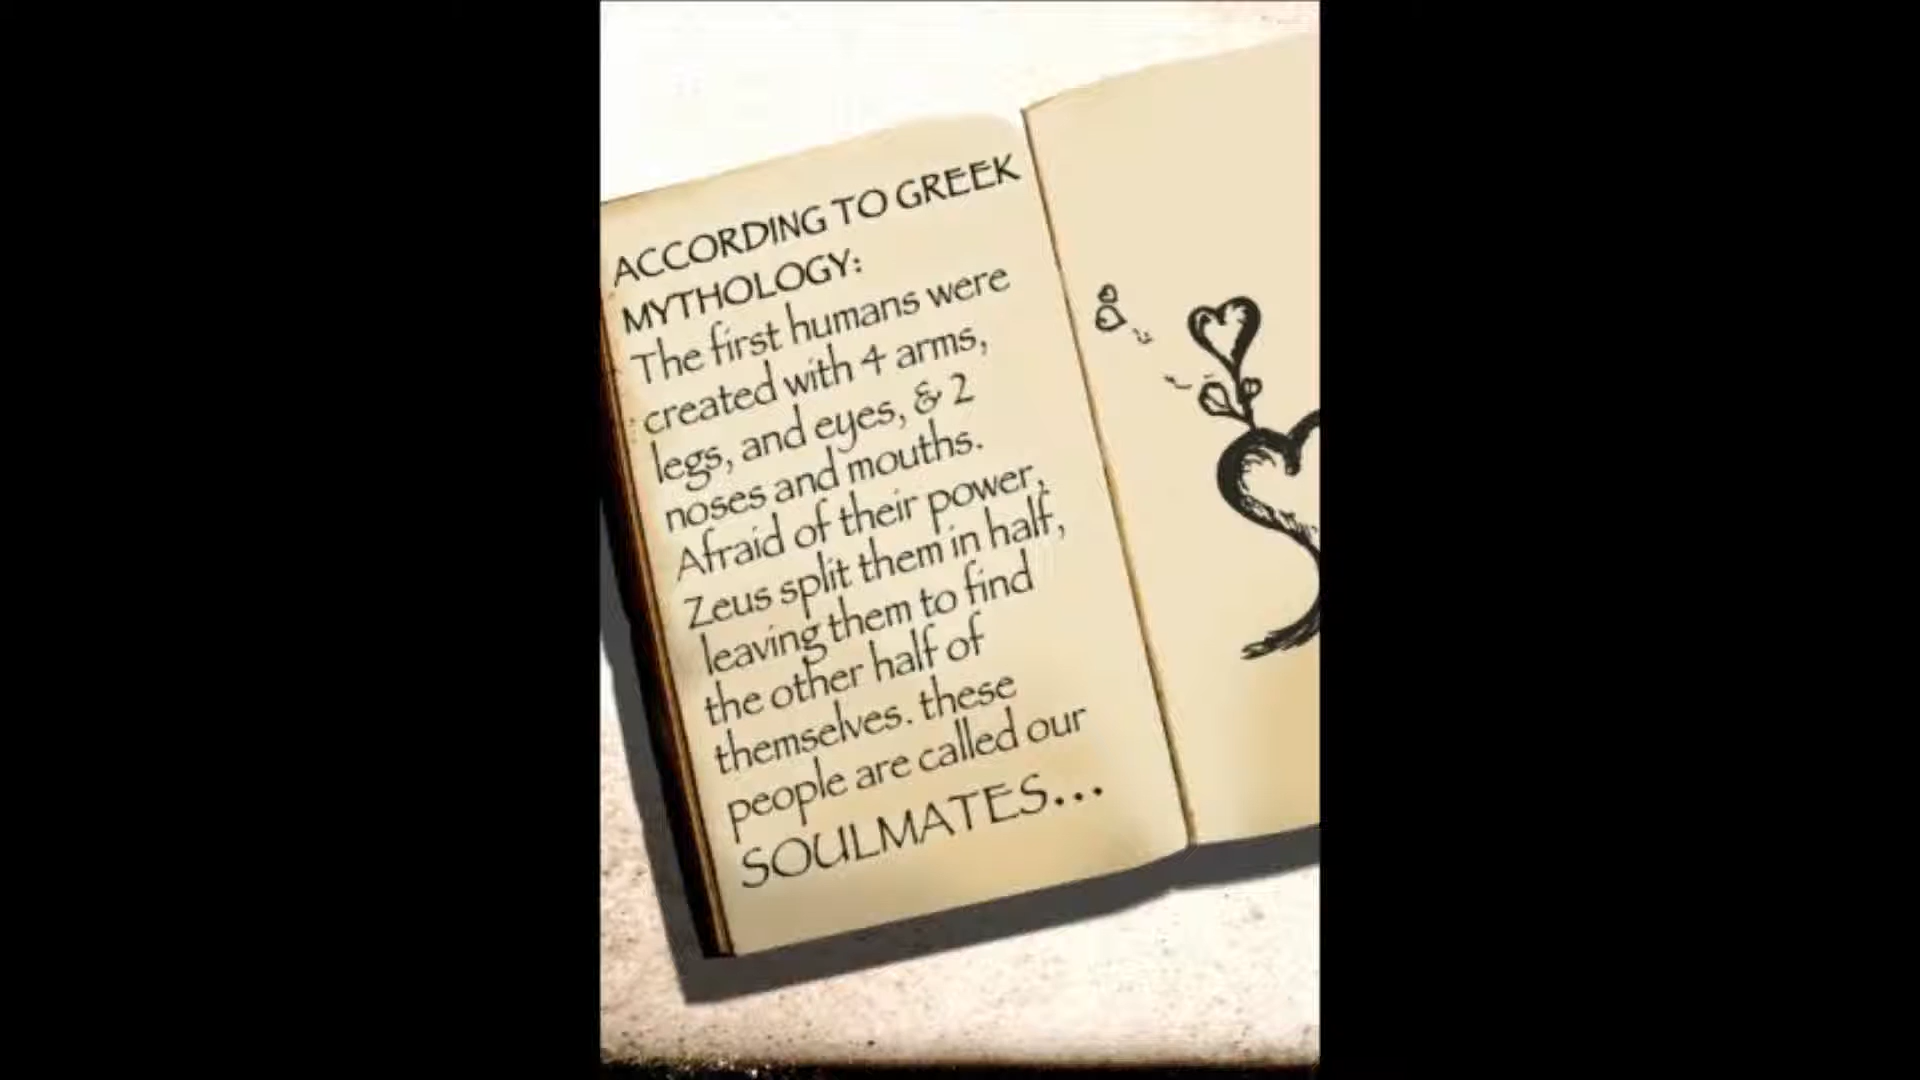 ACCORDING TO GREEK
MYTHOLOGY:
The first humans were
created with 4 arms,
legs, and eyes, & 2
noses and mouths.
Afraid of their power,
Zeus split them in half,
leaving them to find
the other half of
themselves. these
people are called our
SOULMATES...